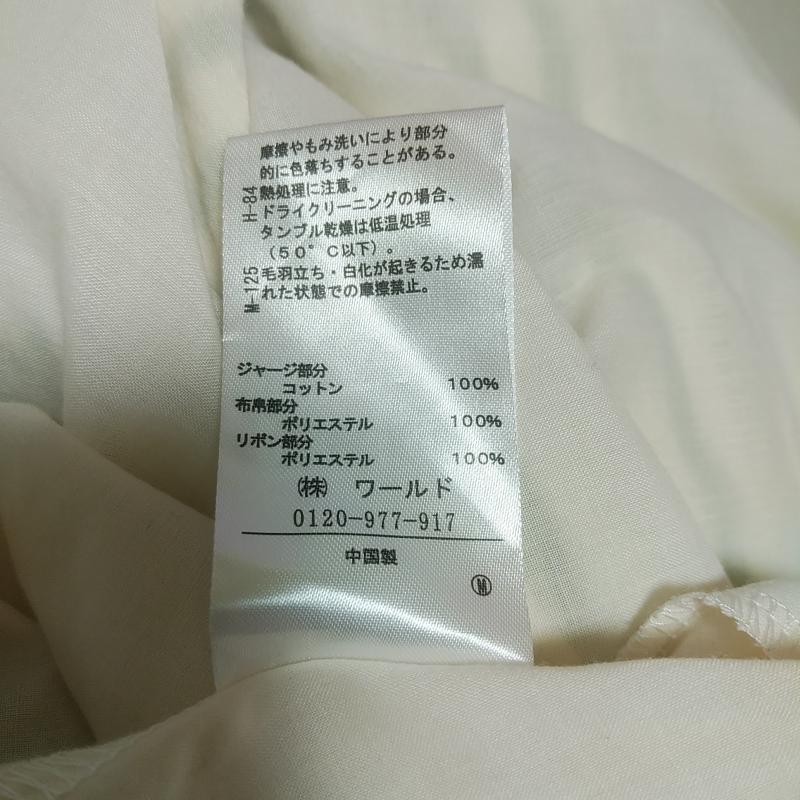 摩擦やもみ洗いにより部分
的に色落ちすることがある。
H-84
熱処理に注意。
ドライクリーニングの場合、
タンブル乾燥は低温処理
（５０°Ｃ以下）。
M-125
毛羽立ち・白化が起きるため濡
れた状態での摩擦禁止。
ジャージ部分
コットン 100%
布帛部分
ポリエステル 100%
リボン部分
ポリエステル 100%
㈱ ワールド
0120-977-917
中国製
Ⓜ